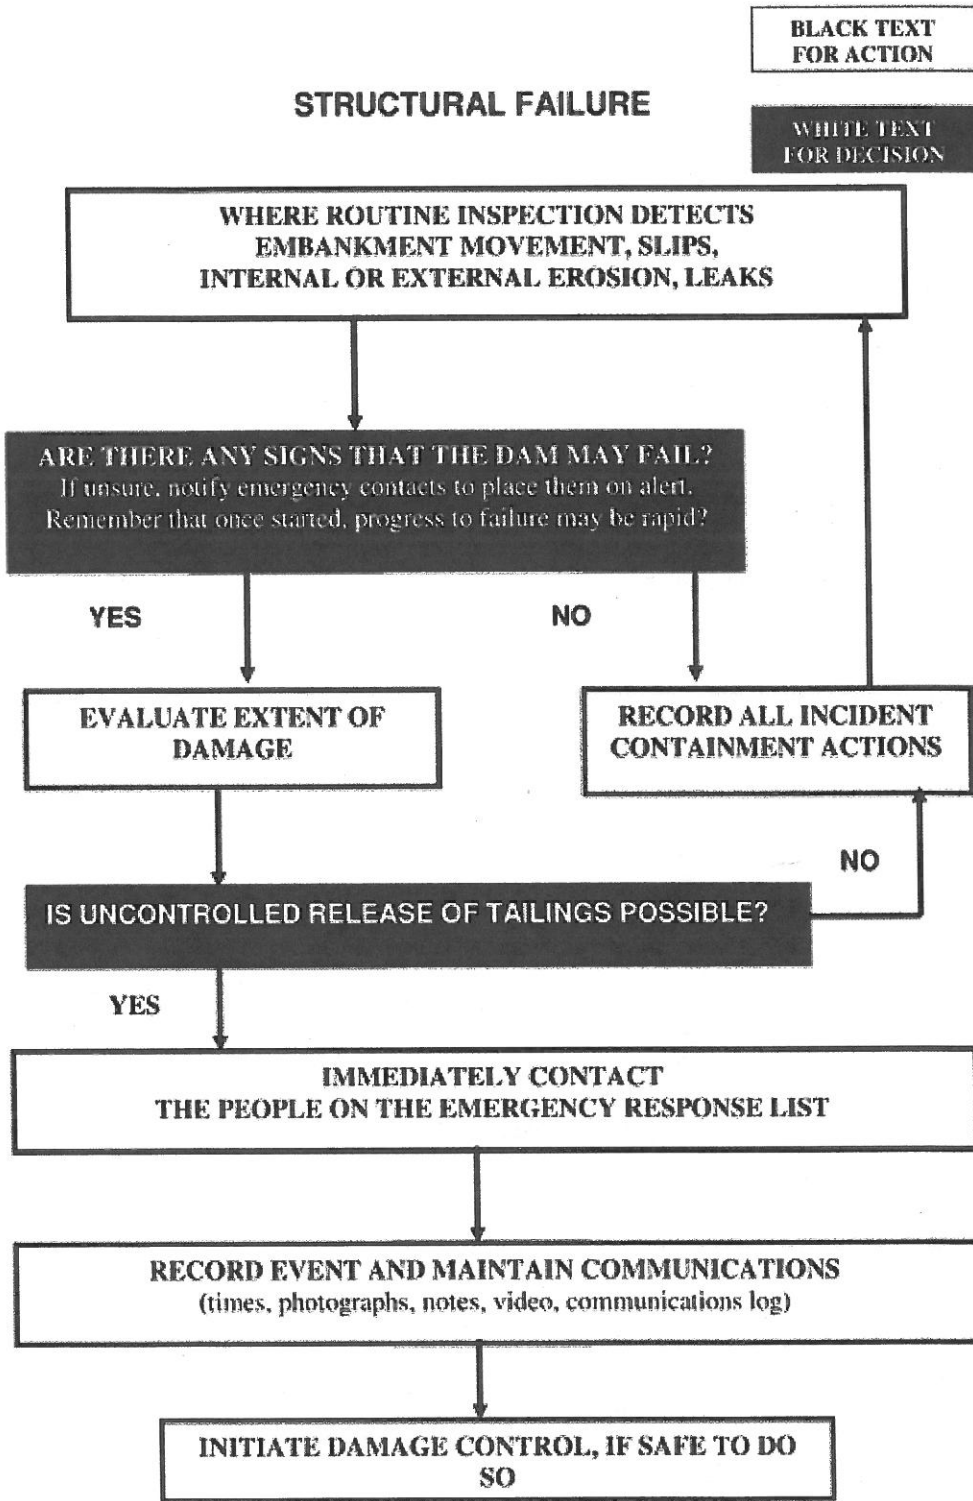 BLACK TEXT
FOR ACTION
STRUCTURAL FAILURE
WHITE TEXT
FOR DECISION
WHERE ROUTINE INSPECTION DETECTS
EMBANKMENT MOVEMENT, SLIPS,
INTERNAL OR EXTERNAL EROSION, LEAKS
ARE THERE ANY SIGNS THAT THE DAM MAY FAIL?
If unsure, notify emergency contacts to place them on alert.
Remember that once started, progress to failure may be rapid?
YES
NO
EVALUATE EXTENT OF
DAMAGE
RECORD ALL INCIDENT
CONTAINMENT ACTIONS
NO
IS UNCONTROLLED RELEASE OF TAILINGS POSSIBLE?
YES
IMMEDIATELY CONTACT
THE PEOPLE ON THE EMERGENCY RESPONSE LIST
RECORD EVENT AND MAINTAIN COMMUNICATIONS
(times, photographs, notes, video, communications log)
INITIATE DAMAGE CONTROL, IF SAFE TO DO
SO